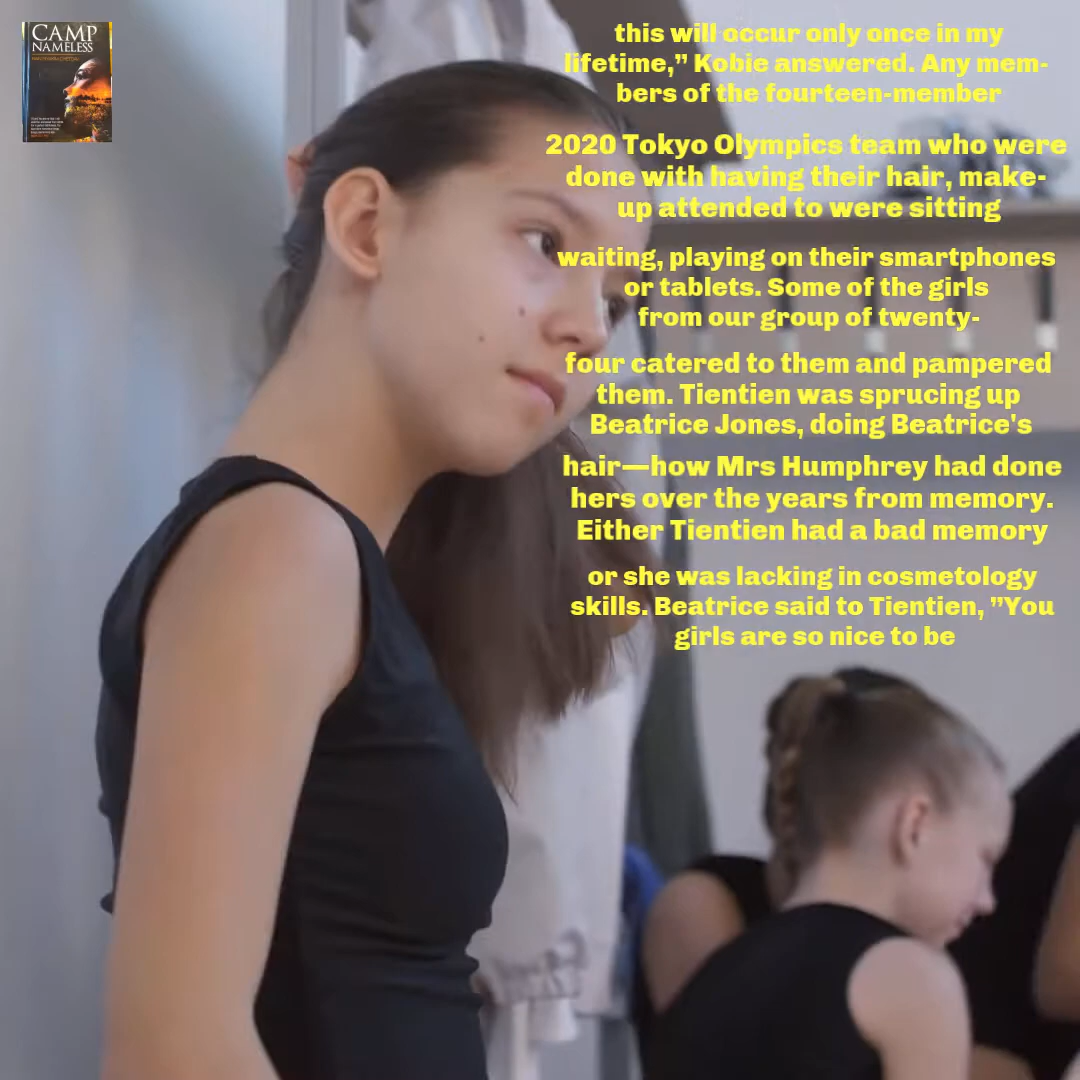 CAMP
NAMELESS
this will occur only once in my
lifetime,” Kobie answered. Any mem-
bers of the fourteen-member
2020 Tokyo Olympics team who were
done with having their hair, make-
up attended to were sitting
waiting, playing on their smartphones
or tablets. Some of the girls
from our group of twenty-
four catered to them and pampered
them. Tientien was sprucing up
Beatrice Jones, doing Beatrice's
hair—how Mrs Humphrey had done
hers over the years from memory.
Either Tientien had a bad memory
or she was lacking in cosmetology
skills. Beatrice said to Tientien, ”You
girls are so nice to be